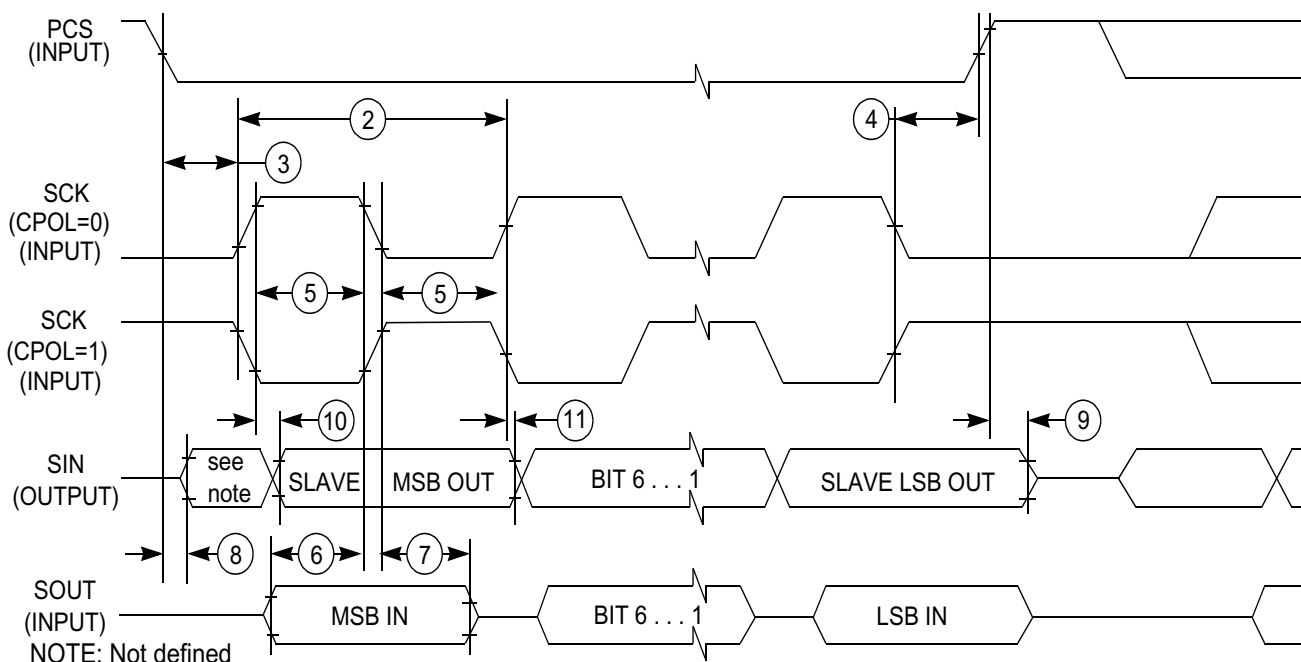 PCS
(INPUT)
2
4
3
SCK
(CPOL=0)
(INPUT)
5
5
SCK
(CPOL=1)
(INPUT)
10
11
9
SIN
(OUTPUT)
see
note
SLAVE
MSB OUT
BIT 6 . . . 1
SLAVE LSB OUT
8
6
7
SOUT
(INPUT)
MSB IN
BIT 6 . . . 1
LSB IN
NOTE: Not defined